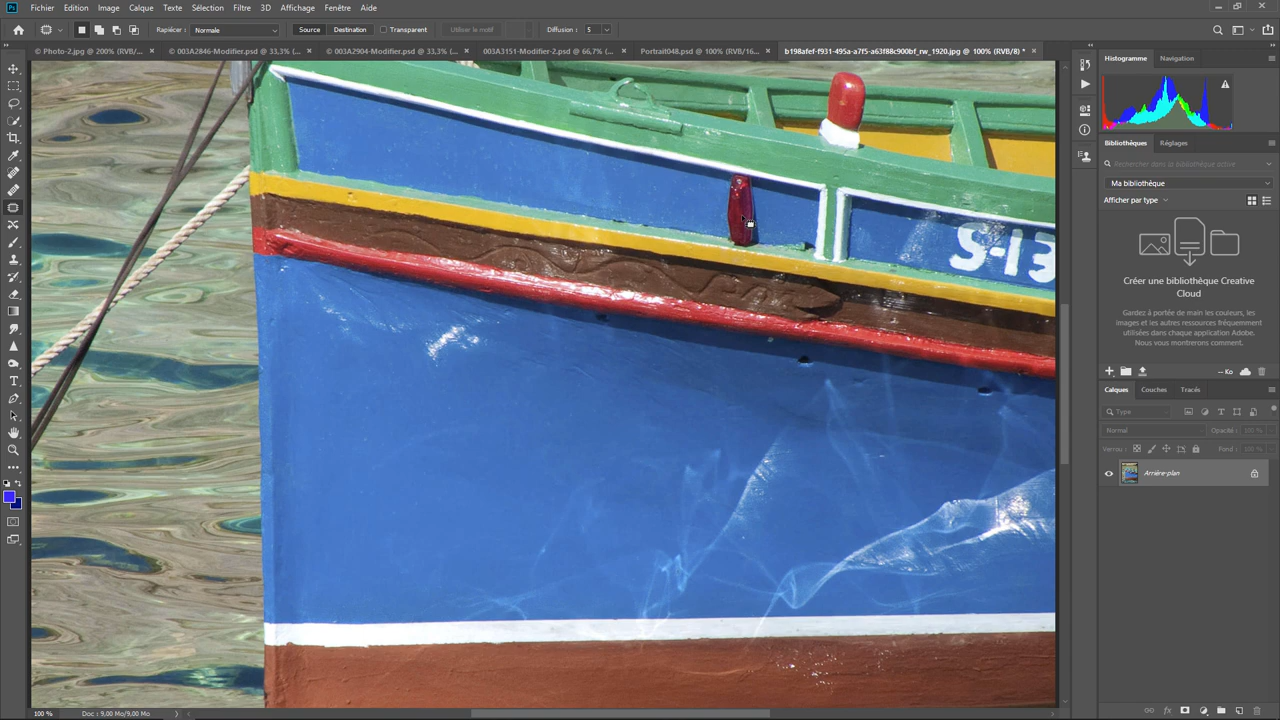 Ps Fichier Edition Image Calque Texte Sélection Filtre 3D Affichage Fenêtre Aide
Rapiécer : Normale Source Destination Transparent Utiliser le motif Diffusion : 5
© Photo-2.jpg @ 200% (RVB/... × © 003A2846-Modifier.psd @ 33,3% (... × © 003A2904-Modifier.psd @ 33,3% (... × 003A3151-Modifier-2.psd @ 66,7% (... × Portrait048.psd @ 100% (RVB/16... × b198afef-f931-495a-a7f5-a63f88c900bf_rw_1920.jpg @ 100% (RVB/8) * ×
Histogramme Navigation
Bibliothèques Réglages
Rechercher dans la bibliothèque active
Ma bibliothèque
Afficher par type
S-13
Créer une bibliothèque Creative
Cloud
Gardez à portée de main les couleurs, les
images et les autres ressources fréquemment
utilisées dans chaque application Adobe.
Nous vous montrerons comment.
-- Ko
Calques Couches Tracés
Type
Normal Opacité : 100 %
Verrou : Fond : 100 %
Arrière-plan
fx
100 % Doc : 9,00 Mo/9,00 Mo